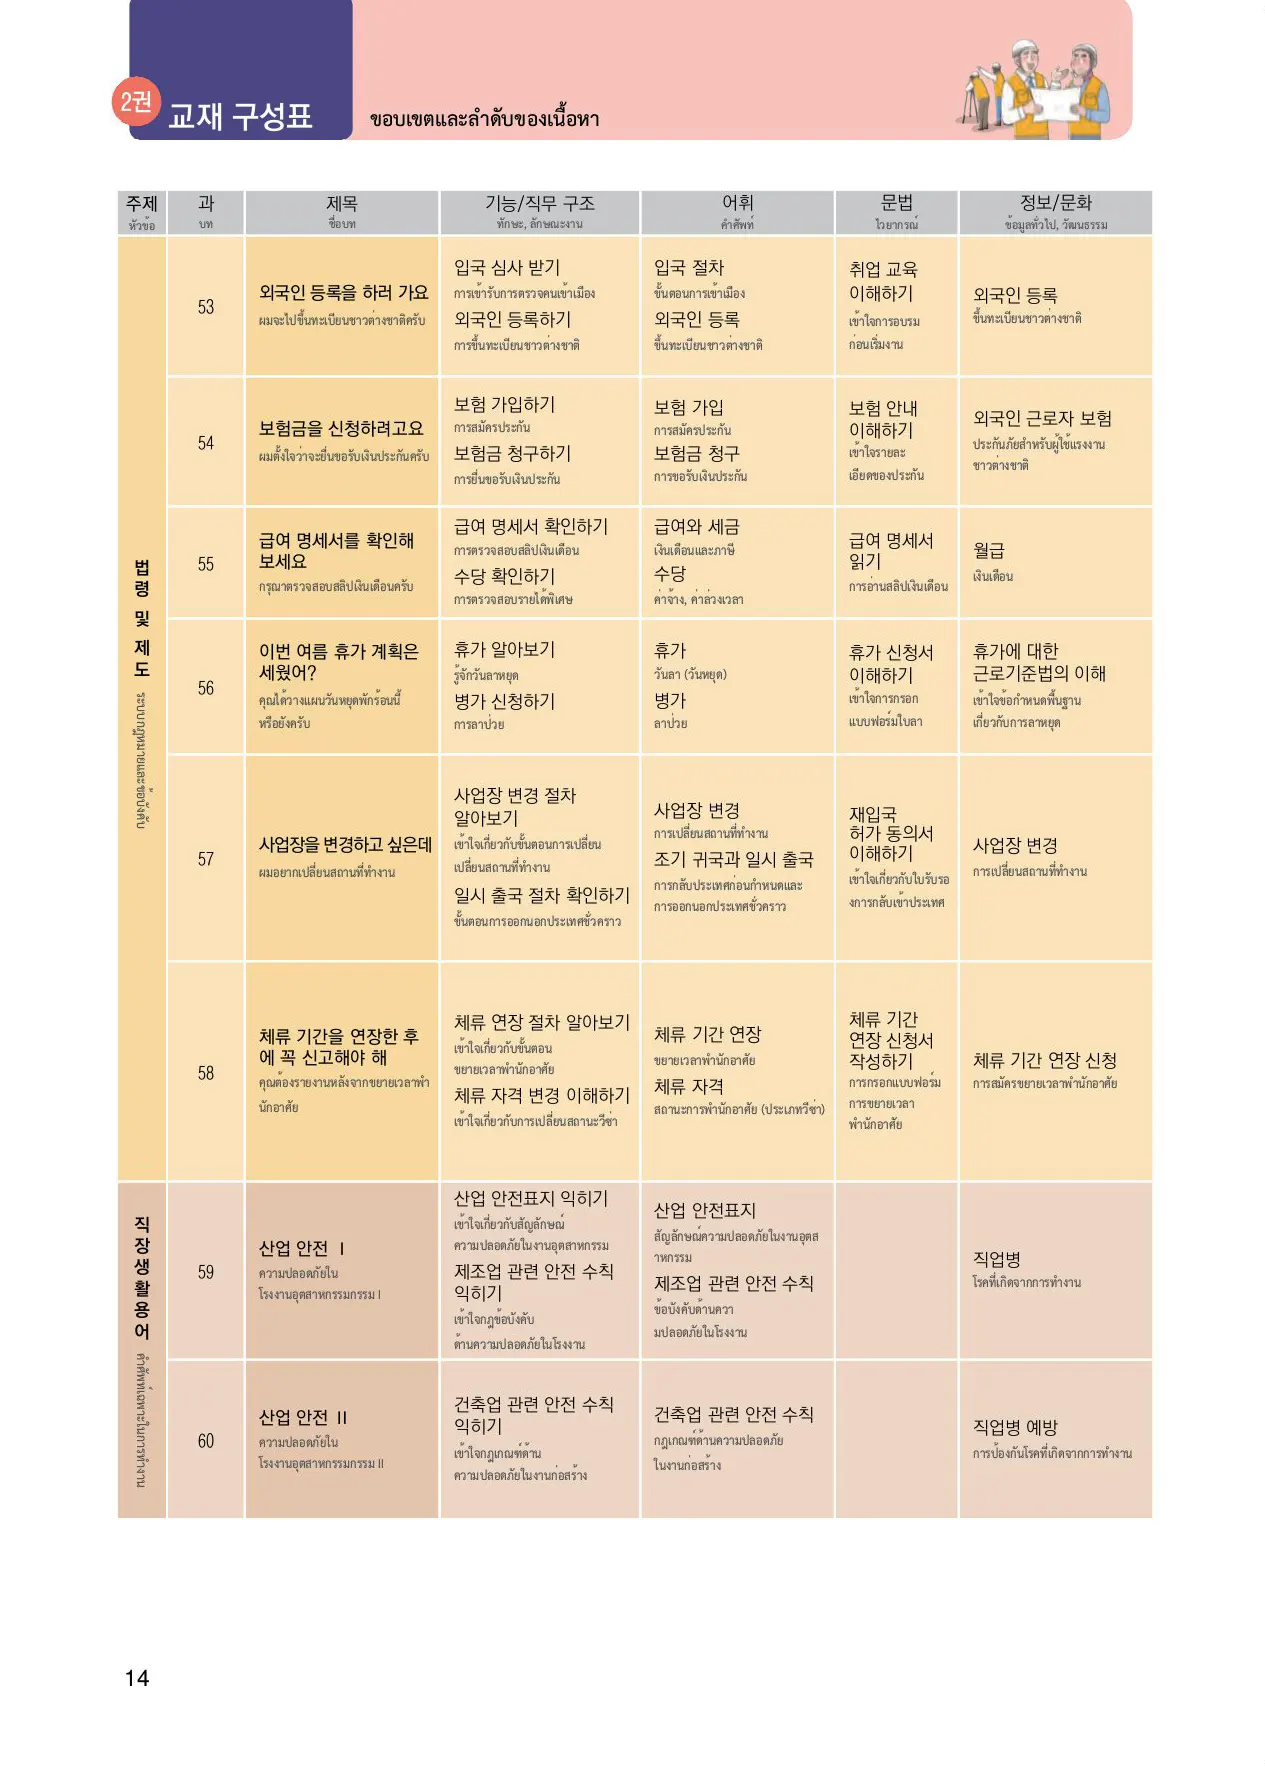 2권
교재 구성표
ขอบเขตและลำดับของเนื้อหา
주제
หัวข้อ
과
บท
제목
ชื่อบท
기능/직무 구조
ทักษะ, ลักษณะงาน
어휘
คำศัพท์
문법
ไวยากรณ์
정보/문화
ข้อมูลทั่วไป, วัฒนธรรม
법령 및 제도
ระบบกฎหมายและข้อบังคับ
53
외국인 등록을 하러 가요
ผมจะไปขึ้นทะเบียนชาวต่างชาติครับ
입국 심사 받기
การเข้ารับการตรวจคนเข้าเมือง
외국인 등록하기
การขึ้นทะเบียนชาวต่างชาติ
입국 절차
ขั้นตอนการเข้าเมือง
외국인 등록
ขึ้นทะเบียนชาวต่างชาติ
취업 교육
이해하기
เข้าใจการอบรม
ก่อนเริ่มงาน
외국인 등록
ขึ้นทะเบียนชาวต่างชาติ
54
보험금을 신청하려고요
ผมตั้งใจว่าจะยื่นขอรับเงินประกันครับ
보험 가입하기
การสมัครประกัน
보험금 청구하기
การยื่นขอรับเงินประกัน
보험 가입
การสมัครประกัน
보험금 청구
การขอรับเงินประกัน
보험 안내
이해하기
เข้าใจรายละ
เอียดของประกัน
외국인 근로자 보험
ประกันภัยสำหรับผู้ใช้แรงงาน
ชาวต่างชาติ
55
급여 명세서를 확인해
보세요
กรุณาตรวจสอบสลิปเงินเดือนครับ
급여 명세서 확인하기
การตรวจสอบสลิปเงินเดือน
수당 확인하기
การตรวจสอบรายได้พิเศษ
급여와 세금
เงินเดือนและภาษี
수당
ค่าจ้าง, ค่าล่วงเวลา
급여 명세서
읽기
การอ่านสลิปเงินเดือน
월급
เงินเดือน
56
이번 여름 휴가 계획은
세웠어?
คุณได้วางแผนวันหยุดพักร้อนนี้
หรือยังครับ
휴가 알아보기
รู้จักวันลาหยุด
병가 신청하기
การลาป่วย
휴가
วันลา (วันหยุด)
병가
ลาป่วย
휴가 신청서
이해하기
เข้าใจการกรอก
แบบฟอร์มใบลา
휴가에 대한
근로기준법의 이해
เข้าใจข้อกำหนดพื้นฐาน
เกี่ยวกับการลาหยุด
57
사업장을 변경하고 싶은데
ผมอยากเปลี่ยนสถานที่ทำงาน
사업장 변경 절차
알아보기
เข้าใจเกี่ยวกับขั้นตอนการเปลี่ยน
เปลี่ยนสถานที่ทำงาน
일시 출국 절차 확인하기
ขั้นตอนการออกนอกประเทศชั่วคราว
사업장 변경
การเปลี่ยนสถานที่ทำงาน
조기 귀국과 일시 출국
การกลับประเทศก่อนกำหนดและ
การออกนอกประเทศชั่วคราว
재입국
허가 동의서
이해하기
เข้าใจเกี่ยวกับใบรับรอ
งการกลับเข้าประเทศ
사업장 변경
การเปลี่ยนสถานที่ทำงาน
58
체류 기간을 연장한 후
에 꼭 신고해야 해
คุณต้องรายงานหลังจากขยายเวลาพำ
นักอาศัย
체류 연장 절차 알아보기
เข้าใจเกี่ยวกับขั้นตอน
ขยายเวลาพำนักอาศัย
체류 자격 변경 이해하기
เข้าใจเกี่ยวกับการเปลี่ยนสถานะวีซ่า
체류 기간 연장
ขยายเวลาพำนักอาศัย
체류 자격
สถานะการพำนักอาศัย (ประเภทวีซ่า)
체류 기간
연장 신청서
작성하기
การกรอกแบบฟอร์ม
การขยายเวลา
พำนักอาศัย
체류 기간 연장 신청
การสมัครขยายเวลาพำนักอาศัย
직장생활용어
คำศัพท์เฉพาะในการทำงาน
59
산업 안전 Ⅰ
ความปลอดภัยใน
โรงงานอุตสาหกรรมกรรม I
산업 안전표지 익히기
เข้าใจเกี่ยวกับสัญลักษณ์
ความปลอดภัยในงานอุตสาหกรรม
제조업 관련 안전 수칙
익히기
เข้าใจกฎข้อบังคับ
ด้านความปลอดภัยในโรงงาน
산업 안전표지
สัญลักษณ์ความปลอดภัยในงานอุตส
าหกรรม
제조업 관련 안전 수칙
ข้อบังคับด้านควา
มปลอดภัยในโรงงาน
직업병
โรคที่เกิดจากการทำงาน
60
산업 안전 Ⅱ
ความปลอดภัยใน
โรงงานอุตสาหกรรมกรรม II
건축업 관련 안전 수칙
익히기
เข้าใจกฎเกณฑ์ด้าน
ความปลอดภัยในงานก่อสร้าง
건축업 관련 안전 수칙
กฎเกณฑ์ด้านความปลอดภัย
ในงานก่อสร้าง
직업병 예방
การป้องกันโรคที่เกิดจากการทำงาน
14